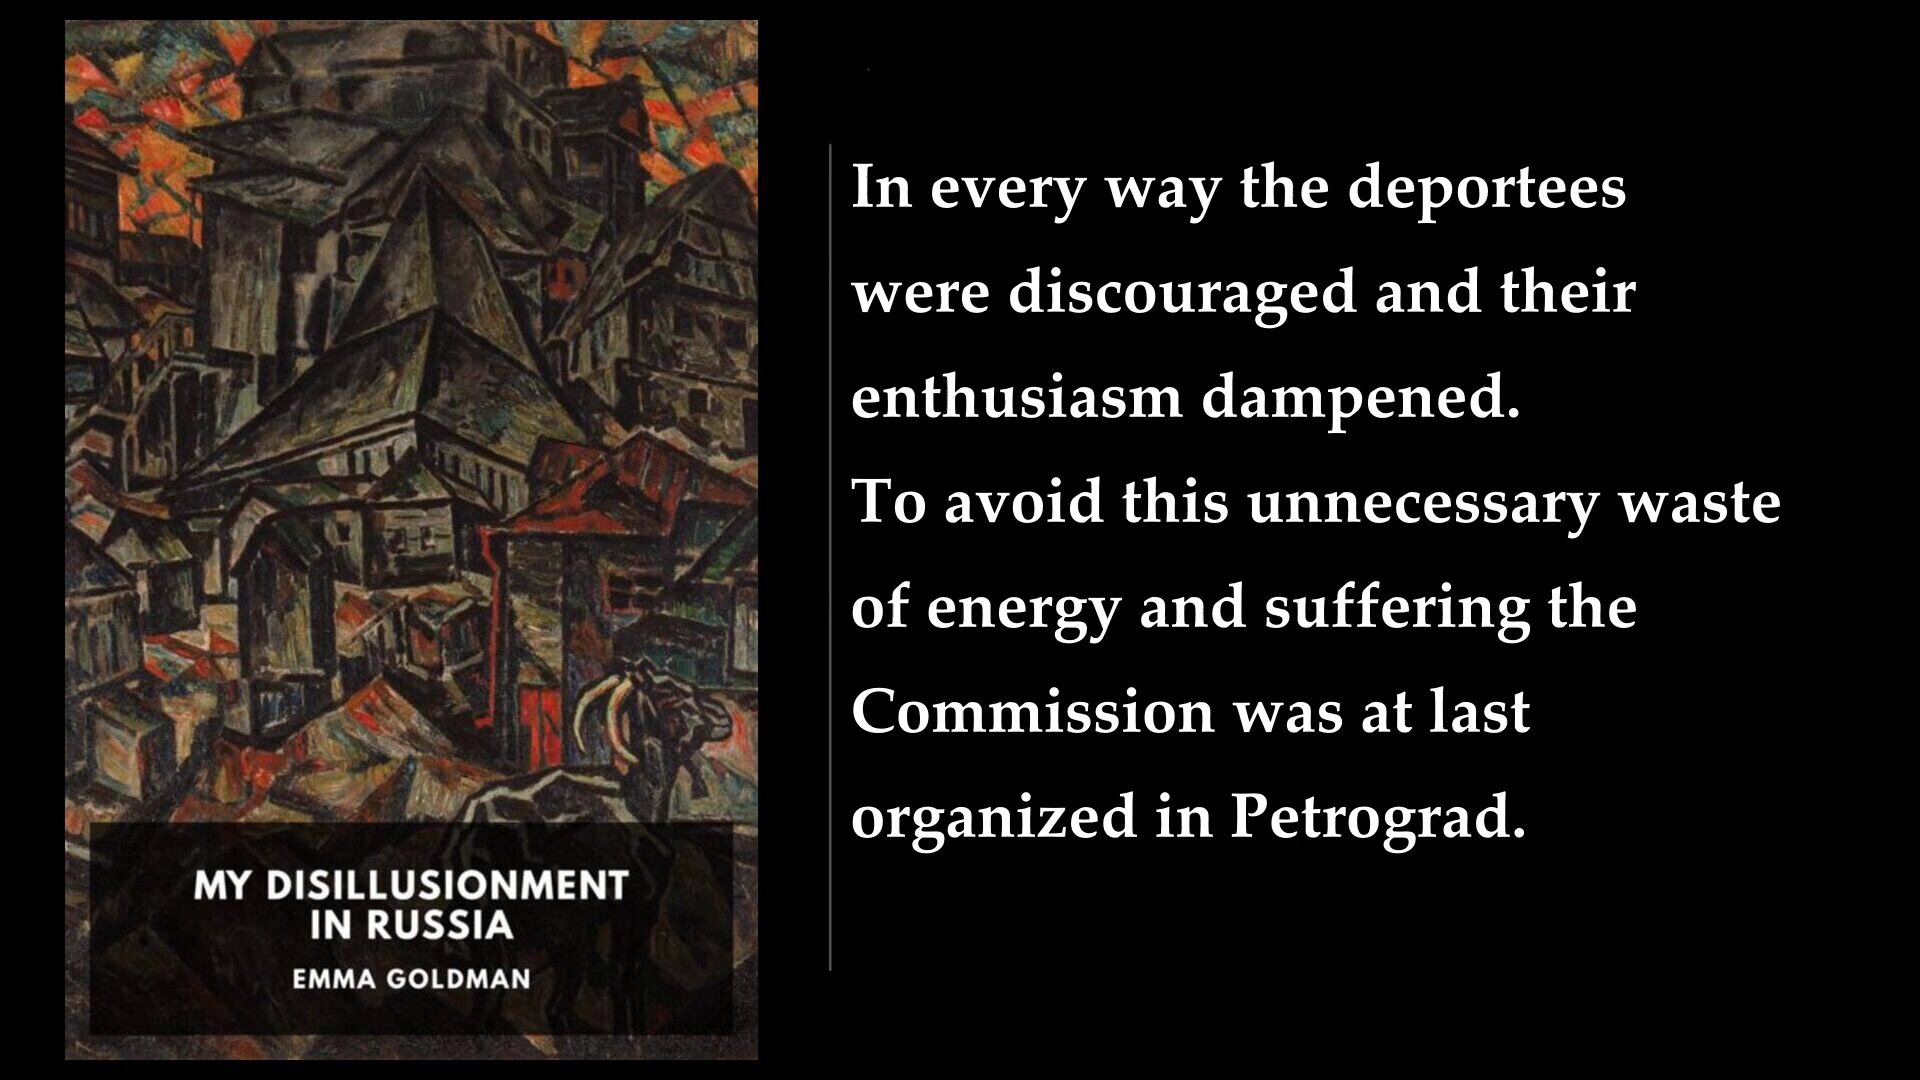 MY DISILLUSIONMENT
IN RUSSIA
EMMA GOLDMAN
In every way the deportees
were discouraged and their
enthusiasm dampened.
To avoid this unnecessary waste
of energy and suffering the
Commission was at last
organized in Petrograd.